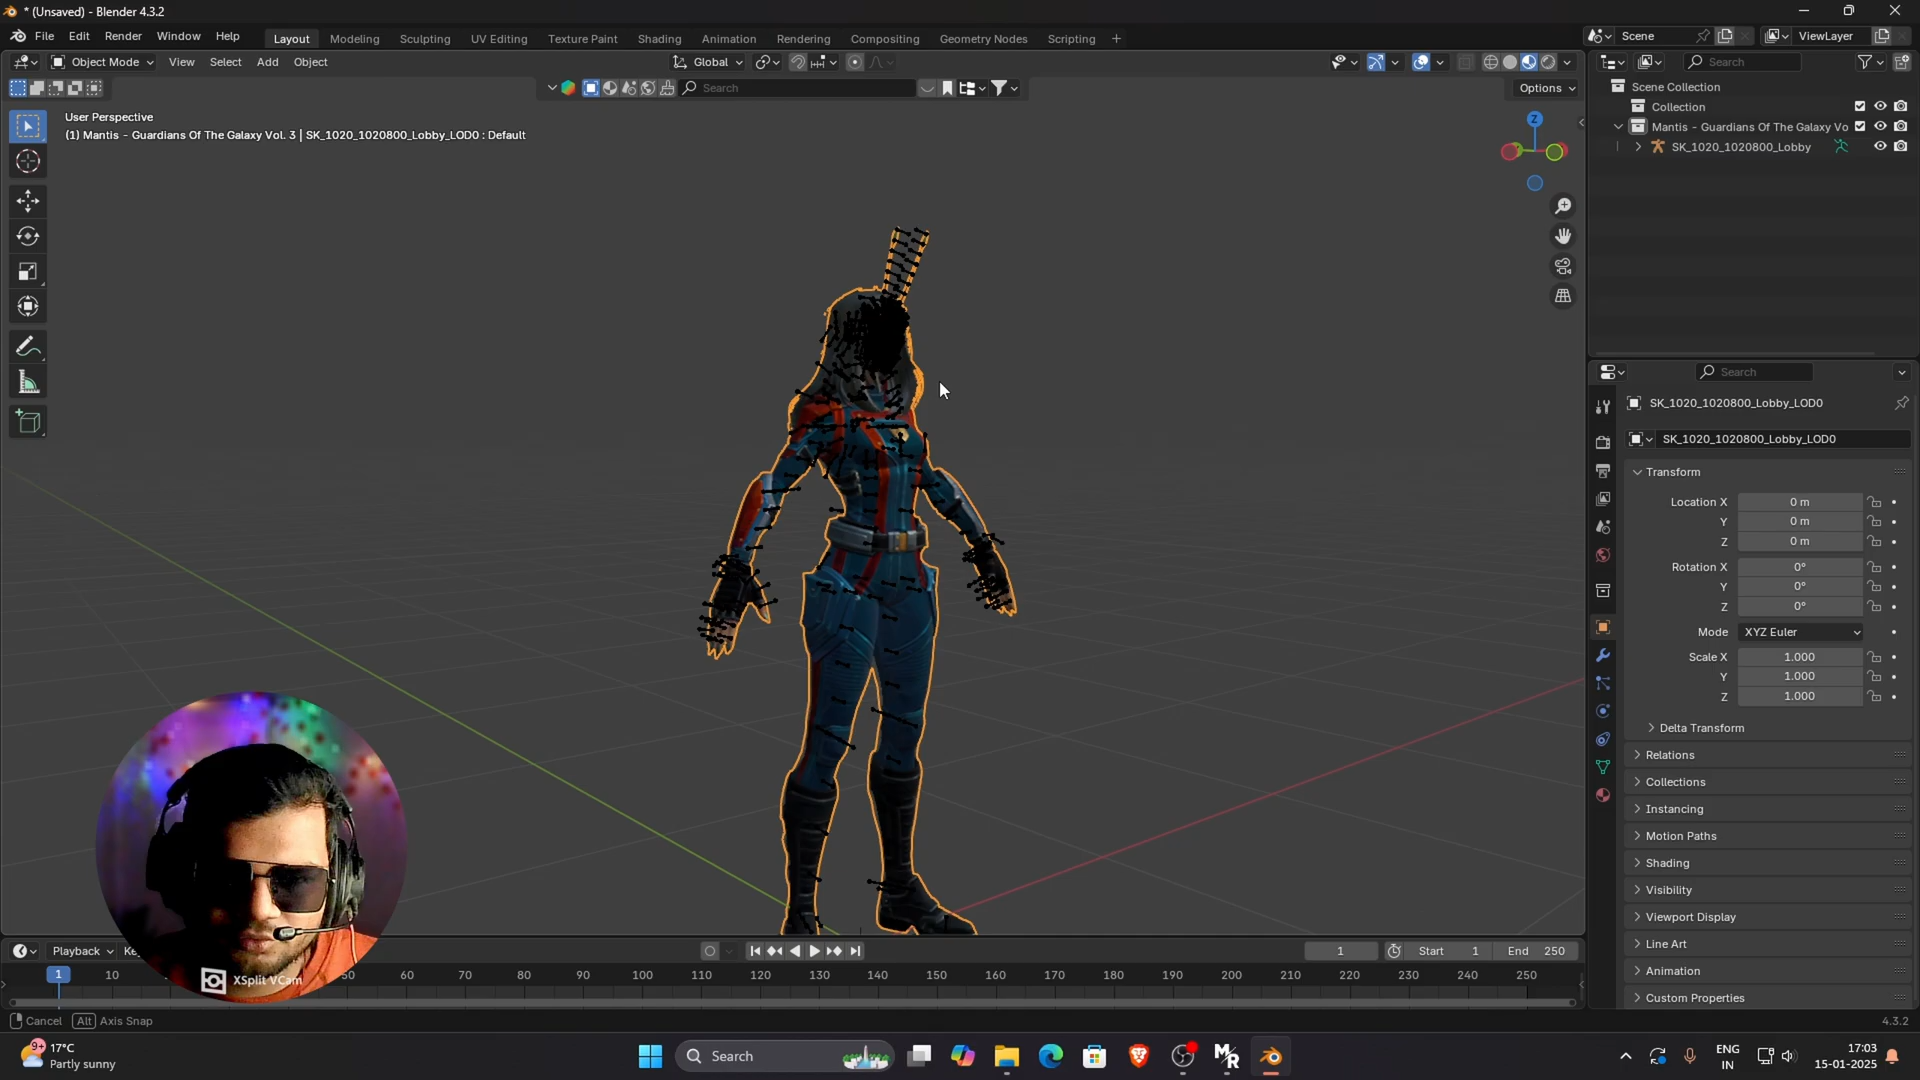 * (Unsaved) - Blender 4.3.2
File Edit Render Window Help
Layout Modeling Sculpting UV Editing Texture Paint Shading Animation Rendering Compositing Geometry Nodes Scripting +
Scene
ViewLayer
Object Mode View Select Add Object
Global
Search
Search
Options
User Perspective
(1) Mantis - Guardians Of The Galaxy Vol. 3 | SK_1020_1020800_Lobby_LOD0 : Default
Z
Scene Collection
Collection
Mantis - Guardians Of The Galaxy Vo
SK_1020_1020800_Lobby
Search
SK_1020_1020800_Lobby_LOD0
SK_1020_1020800_Lobby_LOD0
Transform
Location X 0 m
Y 0 m
Z 0 m
Rotation X 0°
Y 0°
Z 0°
Mode XYZ Euler
Scale X 1.000
Y 1.000
Z 1.000
Delta Transform
Relations
Collections
Instancing
Motion Paths
Shading
Visibility
Viewport Display
Line Art
Animation
Custom Properties
XSplit VCam
Playback Ke
1
Start 1
End 250
1 10 50 60 70 80 90 100 110 120 130 140 150 160 170 180 190 200 210 220 230 240 250
Cancel Alt Axis Snap
4.3.2
9+
17°C
Partly sunny
Search
ENG
IN
17:03
15-01-2025